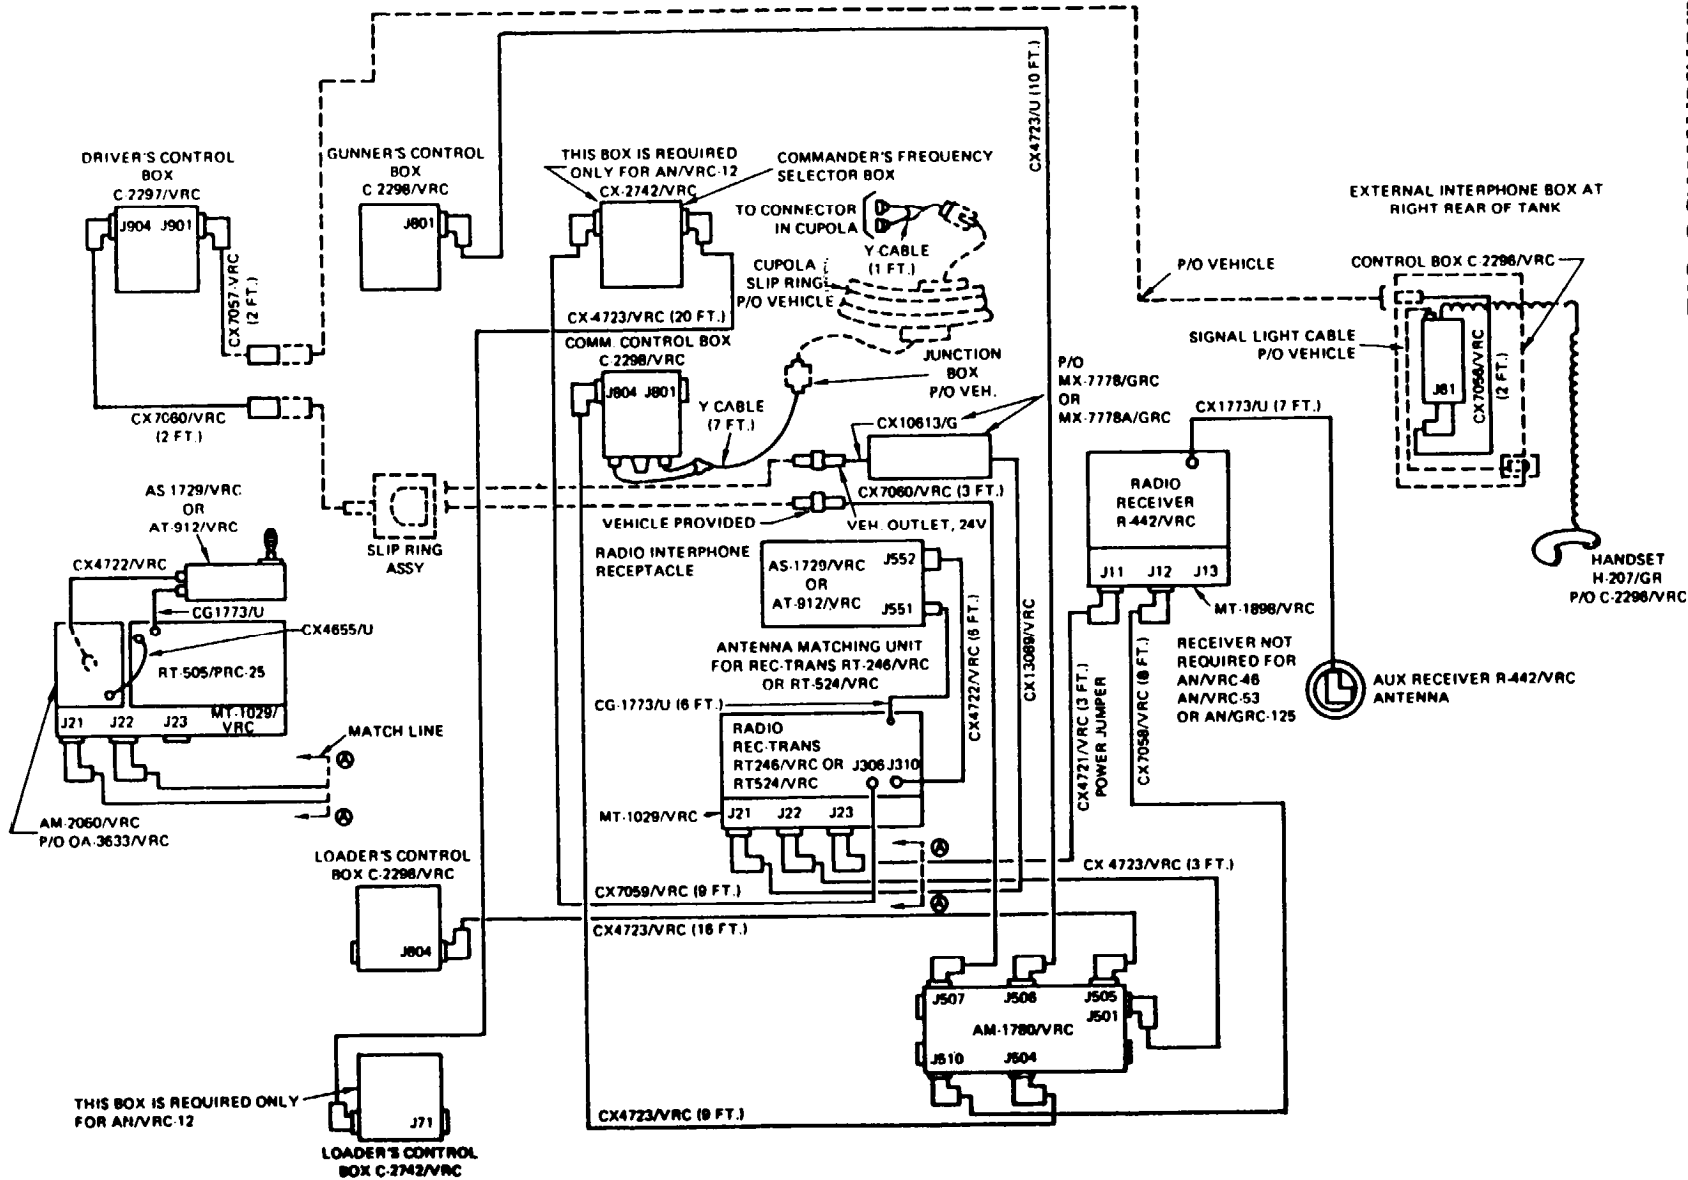 CX4723/U (10 FT.)
DRIVER'S CONTROL
BOX
C-2297/VRC
J904 J901
CX7057-VRC
(2 FT.)
CX7060/VRC
(2 FT.)
GUNNER'S CONTROL
BOX
C 2298/VRC
J801
THIS BOX IS REQUIRED
ONLY FOR AN/VRC-12
CX-2742/VRC
COMMANDER'S FREQUENCY
SELECTOR BOX
TO CONNECTOR
IN CUPOLA
Y CABLE
(1 FT.)
CUPOLA
SLIP RING
P/O VEHICLE
CX-4723/VRC (20 FT.)
COMM. CONTROL BOX
C-2298/VRC
J804 J801
Y CABLE
(7 FT.)
JUNCTION
BOX
P/O VEH.
P/O
MX-7778/GRC
OR
MX-7778A/GRC
CX10613/G
P/O VEHICLE
EXTERNAL INTERPHONE BOX AT
RIGHT REAR OF TANK
CONTROL BOX C-2296/VRC
SIGNAL LIGHT CABLE
P/O VEHICLE
J61
CX7056/VRC
(2 FT.)
CX1773/U (7 FT.)
RADIO
RECEIVER
R-442/VRC
J11 J12 J13
MT-1898/VRC
HANDSET
H-207/GR
P/O C-2296/VRC
CX7060/VRC (3 FT.)
VEHICLE PROVIDED
VEH. OUTLET, 24V
RADIO INTERPHONE
RECEPTACLE
SLIP RING
ASSY
AS 1729/VRC
OR
AT-912/VRC
CX4722/VRC
CG1773/U
CX4655/U
RT-505/PRC-25
J21 J22 J23
MT-1029/
VRC
MATCH LINE
A
A
AM-2060/VRC
P/O OA-3633/VRC
AS-1729/VRC
OR
AT-912/VRC
J552
J551
ANTENNA MATCHING UNIT
FOR REC-TRANS RT-246/VRC
OR RT-524/VRC
CG-1773/U (6 FT.)
CX4722/VRC (6 FT.)
CX13089/VRC
RADIO
REC-TRANS
RT246/VRC OR
RT524/VRC
J306 J310
MT-1029/VRC
J21 J22 J23
A
A
CX4721/VRC (3 FT.)
POWER JUMPER
CX7058/VRC (8 FT.)
RECEIVER NOT
REQUIRED FOR
AN/VRC-46
AN/VRC-53
OR AN/GRC-125
AUX RECEIVER R-442/VRC
ANTENNA
CX 4723/VRC (3 FT.)
CX7059/VRC (9 FT.)
LOADER'S CONTROL
BOX C-2298/VRC
J804
CX4723/VRC (16 FT.)
J507 J506 J505
J501
AM-1780/VRC
J510 J504
CX4723/VRC (9 FT.)
THIS BOX IS REQUIRED ONLY
FOR AN/VRC-12
J71
LOADER'S CONTROL
BOX C-2742/VRC